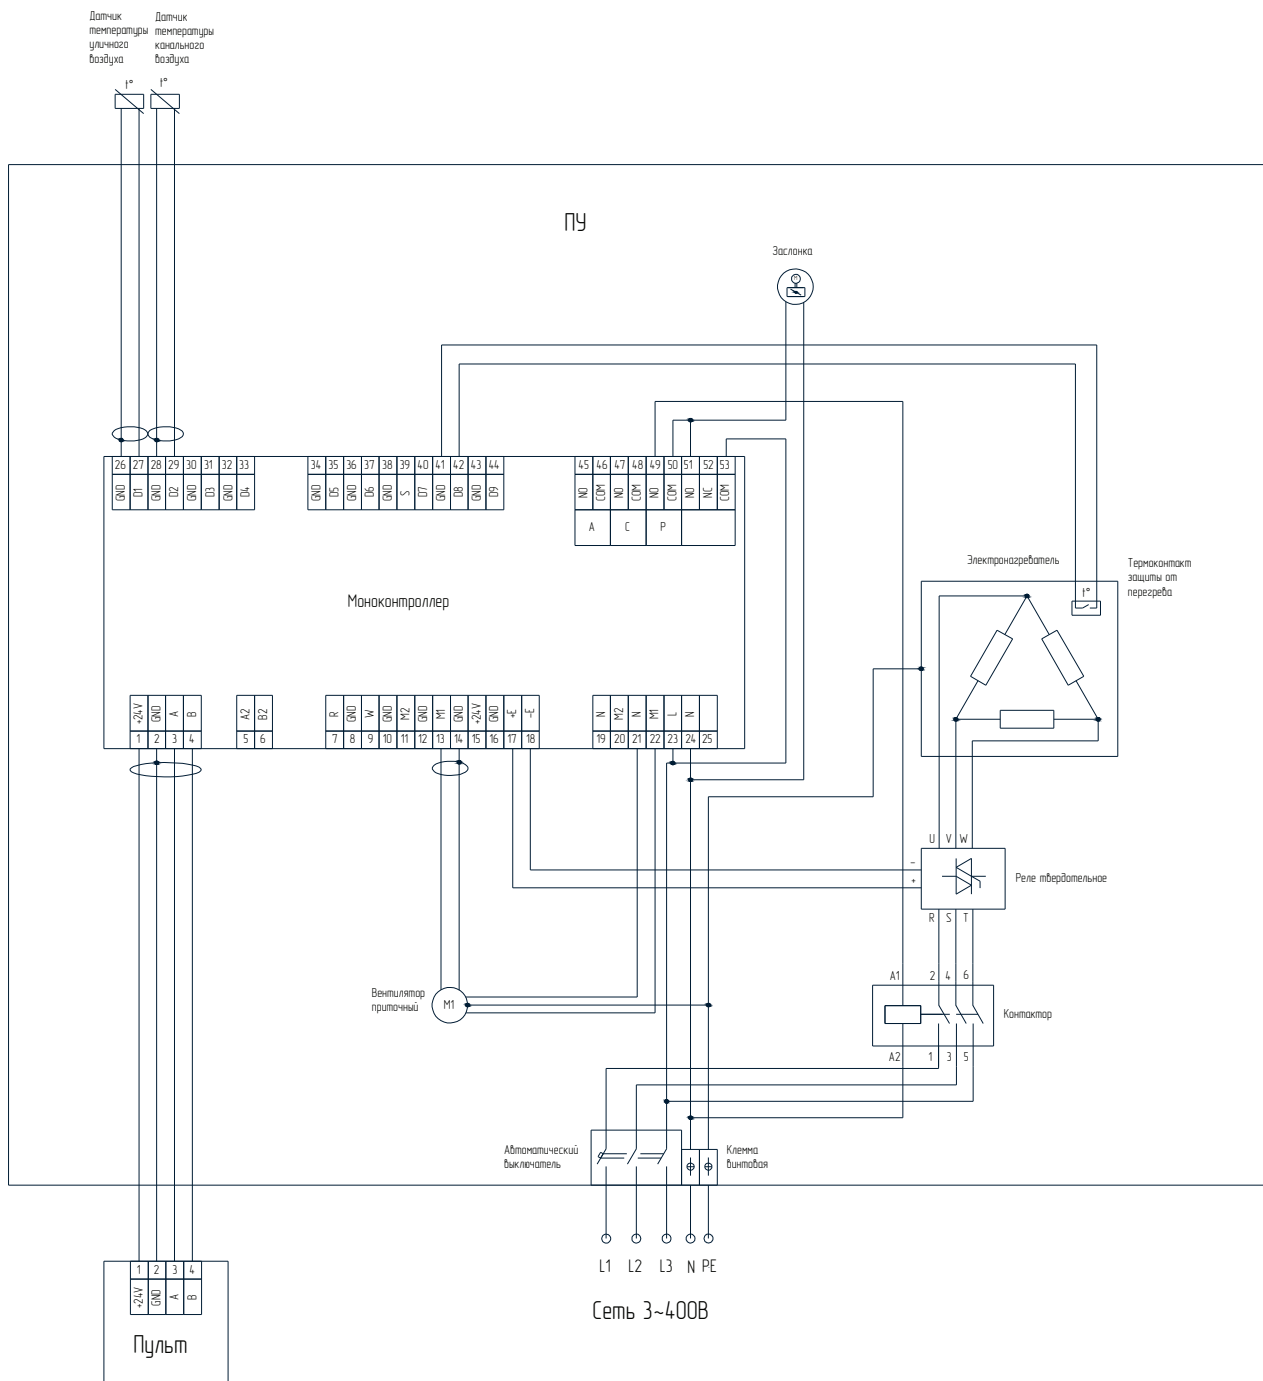 Датчик
температуры
уличного
воздуха
Датчик
температуры
канального
воздуха
t°
t°
ПУ
Заслонка
M
26 27 28 29 30 31 32 33
GND D1 GND D2 GND D3 GND D4
34 35 36 37 38 39 40 41 42 43 44
GND D5 GND D6 GND S D7 GND D8 GND D9
45 46 47 48 49 50 51 52 53
NO COM NO COM NO COM NO NC COM
A C P
Электронагреватель
Термоконтакт
защиты от
перегрева
t°
Моноконтроллер
+24V GND A B
1 2 3 4
A2 B2
5 6
R GND W GND M2 GND M1 GND +24V GND +E -E
7 8 9 10 11 12 13 14 15 16 17 18
N M2 N M1 L N
19 20 21 22 23 24 25
U V W
-
+
Реле твердотельное
R S T
Вентилятор
приточный
M1
A1 2 4 6
Контактор
A2 1 3 5
Автоматический
выключатель
Клемма
винтовая
L1 L2 L3 N PE
Сеть 3~400В
1 2 3 4
+24V GND A B
Пульт